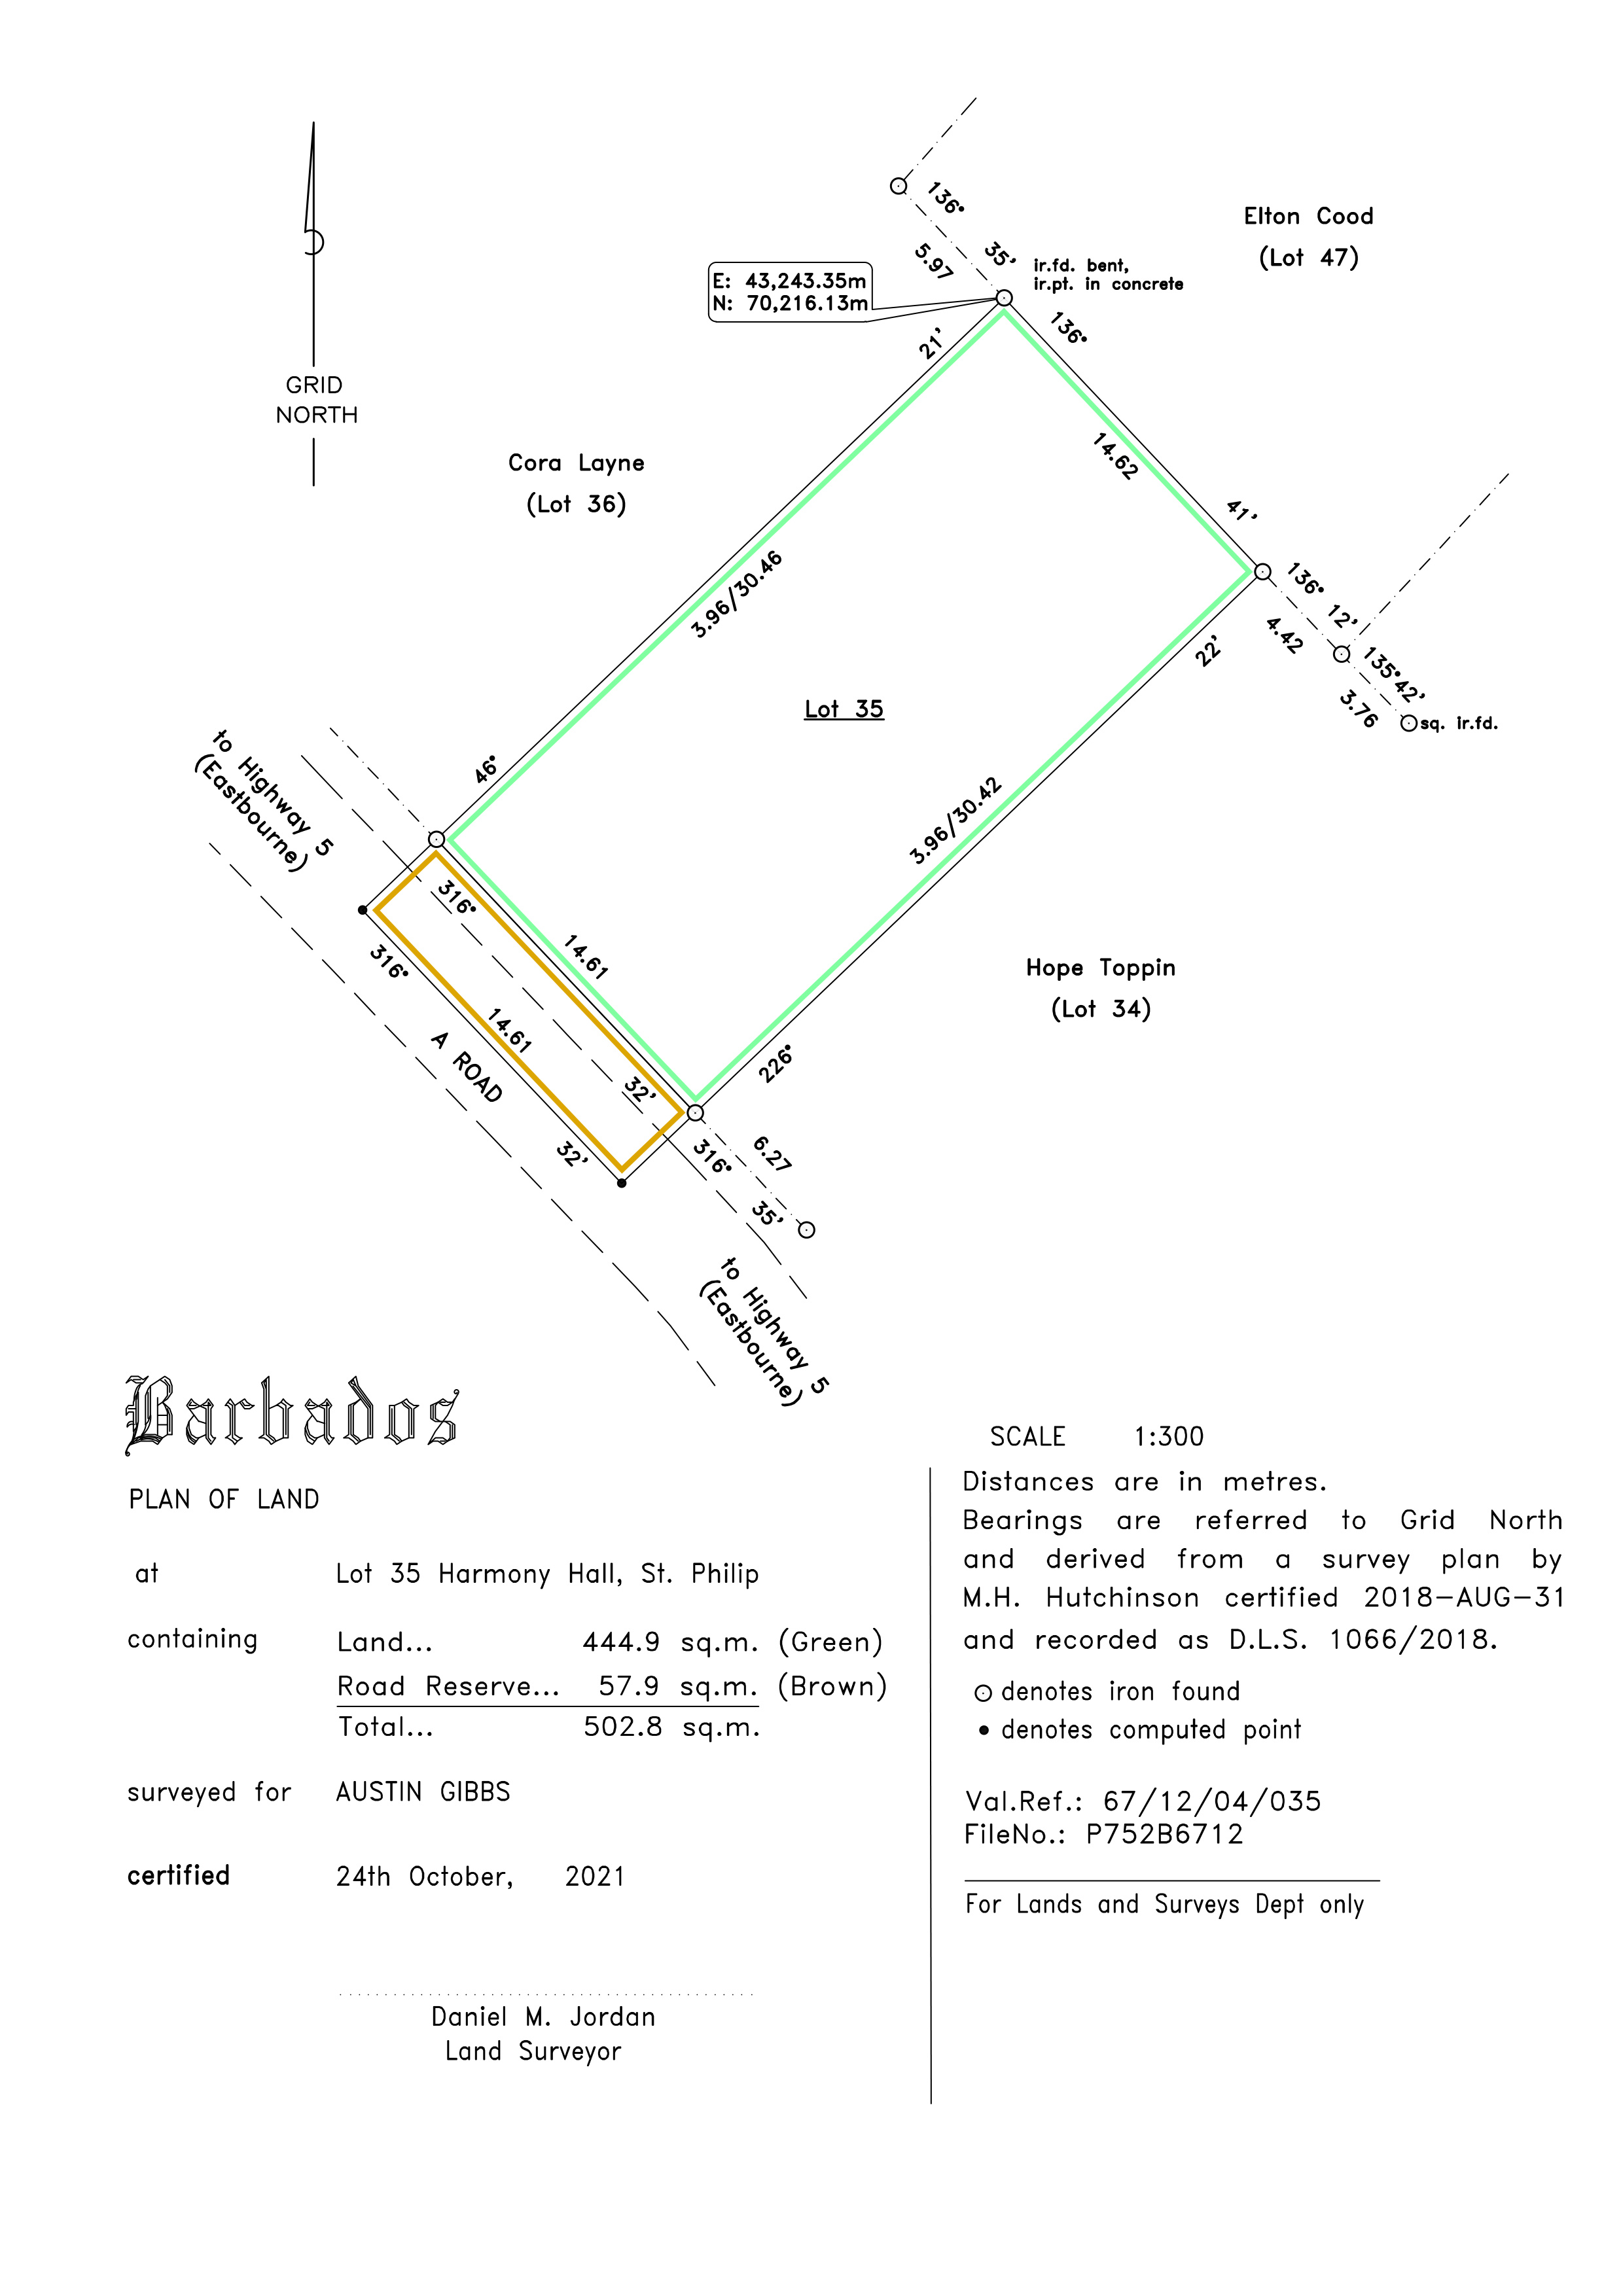 136°
35'
5.97
Elton Cood
(Lot 47)
ir.fd. bent,
ir.pt. in concrete
E: 43,243.35m
N: 70,216.13m
GRID
NORTH
21'
136°
14.62
41'
Cora Layne
(Lot 36)
3.96/30.46
46°
136° 12'
4.42
135°42'
3.76
sq. ir.fd.
22'
Lot 35
3.96/30.42
226°
to Highway 5
(Eastbourne)
316°
14.61
32'
316°
14.61
32'
A ROAD
Hope Toppin
(Lot 34)
316°
35'
6.27
to Highway 5
(Eastbourne)
Barbados
PLAN OF LAND
at Lot 35 Harmony Hall, St. Philip
containing Land... 444.9 sq.m. (Green)
Road Reserve... 57.9 sq.m. (Brown)
Total... 502.8 sq.m.
surveyed for AUSTIN GIBBS
certified 24th October, 2021
Daniel M. Jordan
Land Surveyor
SCALE 1:300
Distances are in metres.
Bearings are referred to Grid North
and derived from a survey plan by
M.H. Hutchinson certified 2018-AUG-31
and recorded as D.L.S. 1066/2018.
denotes iron found
denotes computed point
Val.Ref.: 67/12/04/035
FileNo.: P752B6712
For Lands and Surveys Dept only